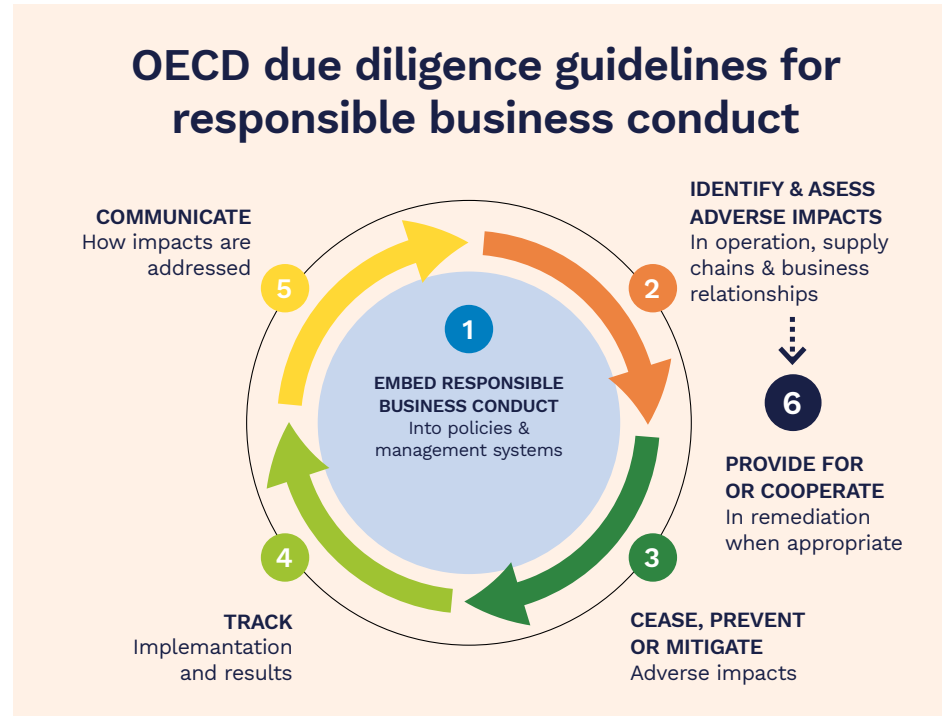 OECD due diligence guidelines for
responsible business conduct
1
EMBED RESPONSIBLE
BUSINESS CONDUCT
Into policies &
management systems
2
IDENTIFY & ASESS
ADVERSE IMPACTS
In operation, supply
chains & business
relationships
3
CEASE, PREVENT
OR MITIGATE
Adverse impacts
4
TRACK
Implemantation
and results
5
COMMUNICATE
How impacts are
addressed
6
PROVIDE FOR
OR COOPERATE
In remediation
when appropriate